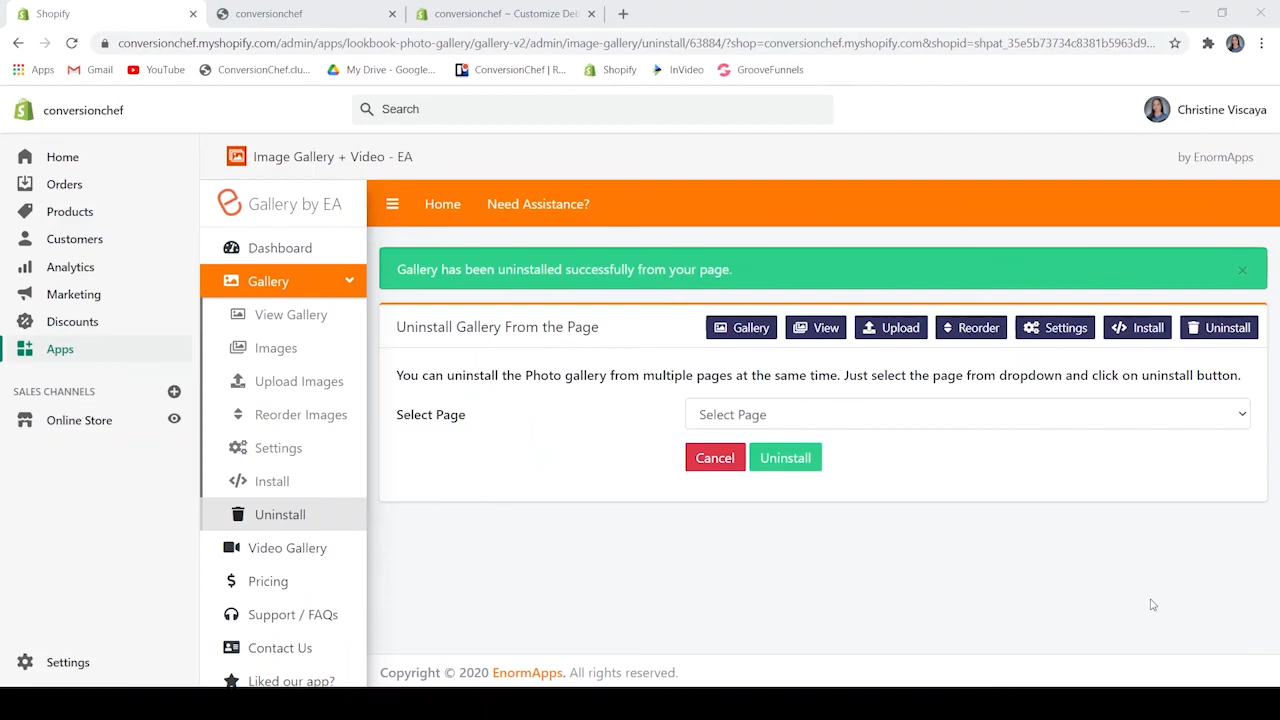 Shopify
conversionchef
conversionchef ~ Customize Del
conversionchef.myshopify.com/admin/apps/lookbook-photo-gallery/gallery-v2/admin/image-gallery/uninstall/63884/?shop=conversionchef.myshopify.com&shopid=shpat_35e5b73734c8381b5963d9...
Apps
Gmail
YouTube
ConversionChef.clu...
My Drive - Google...
ConversionChef | R...
Shopify
InVideo
GrooveFunnels
conversionchef
Search
Christine Viscaya
Home
Orders
Products
Customers
Analytics
Marketing
Discounts
Apps
SALES CHANNELS
Online Store
Settings
Image Gallery + Video - EA
by EnormApps
Gallery by EA
Dashboard
Gallery
View Gallery
Images
Upload Images
Reorder Images
Settings
Install
Uninstall
Video Gallery
Pricing
Support / FAQs
Contact Us
Liked our app?
Home
Need Assistance?
Gallery has been uninstalled successfully from your page.
×
Uninstall Gallery From the Page
Gallery
View
Upload
Reorder
Settings
Install
Uninstall
You can uninstall the Photo gallery from multiple pages at the same time. Just select the page from dropdown and click on uninstall button.
Select Page
Select Page
Cancel
Uninstall
Copyright © 2020 EnormApps. All rights reserved.